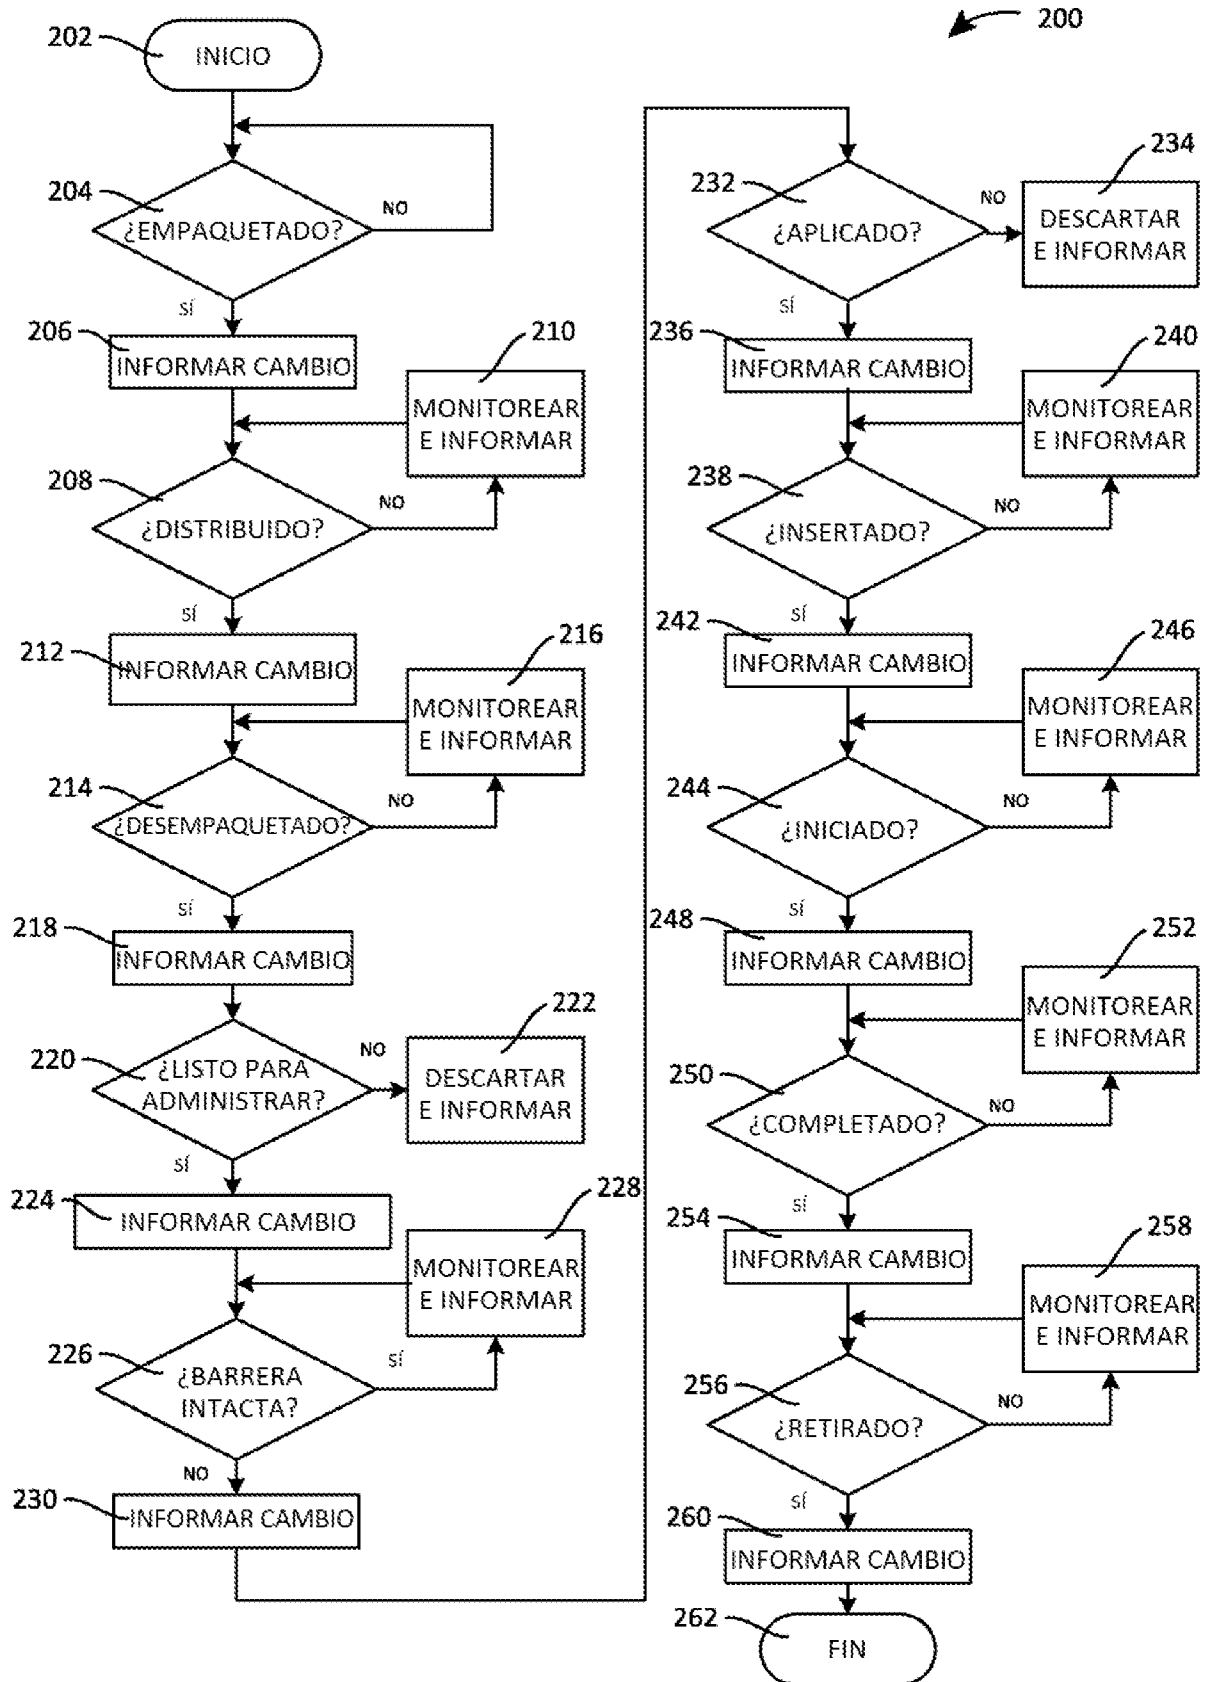 200
202
INICIO
204
¿EMPAQUETADO?
NO
SÍ
206
INFORMAR CAMBIO
210
MONITOREAR
E INFORMAR
208
¿DISTRIBUIDO?
NO
SÍ
212
INFORMAR CAMBIO
216
MONITOREAR
E INFORMAR
214
¿DESEMPAQUETADO?
NO
SÍ
218
INFORMAR CAMBIO
222
220
¿LISTO PARA
ADMINISTRAR?
NO
DESCARTAR
E INFORMAR
SÍ
224
INFORMAR CAMBIO
228
MONITOREAR
E INFORMAR
226
¿BARRERA
INTACTA?
SÍ
NO
230
INFORMAR CAMBIO
232
¿APLICADO?
NO
234
DESCARTAR
E INFORMAR
SÍ
236
INFORMAR CAMBIO
240
MONITOREAR
E INFORMAR
238
¿INSERTADO?
NO
SÍ
242
INFORMAR CAMBIO
246
MONITOREAR
E INFORMAR
244
¿INICIADO?
NO
SÍ
248
INFORMAR CAMBIO
252
MONITOREAR
E INFORMAR
250
¿COMPLETADO?
NO
SÍ
254
INFORMAR CAMBIO
258
MONITOREAR
E INFORMAR
256
¿RETIRADO?
NO
SÍ
260
INFORMAR CAMBIO
262
FIN